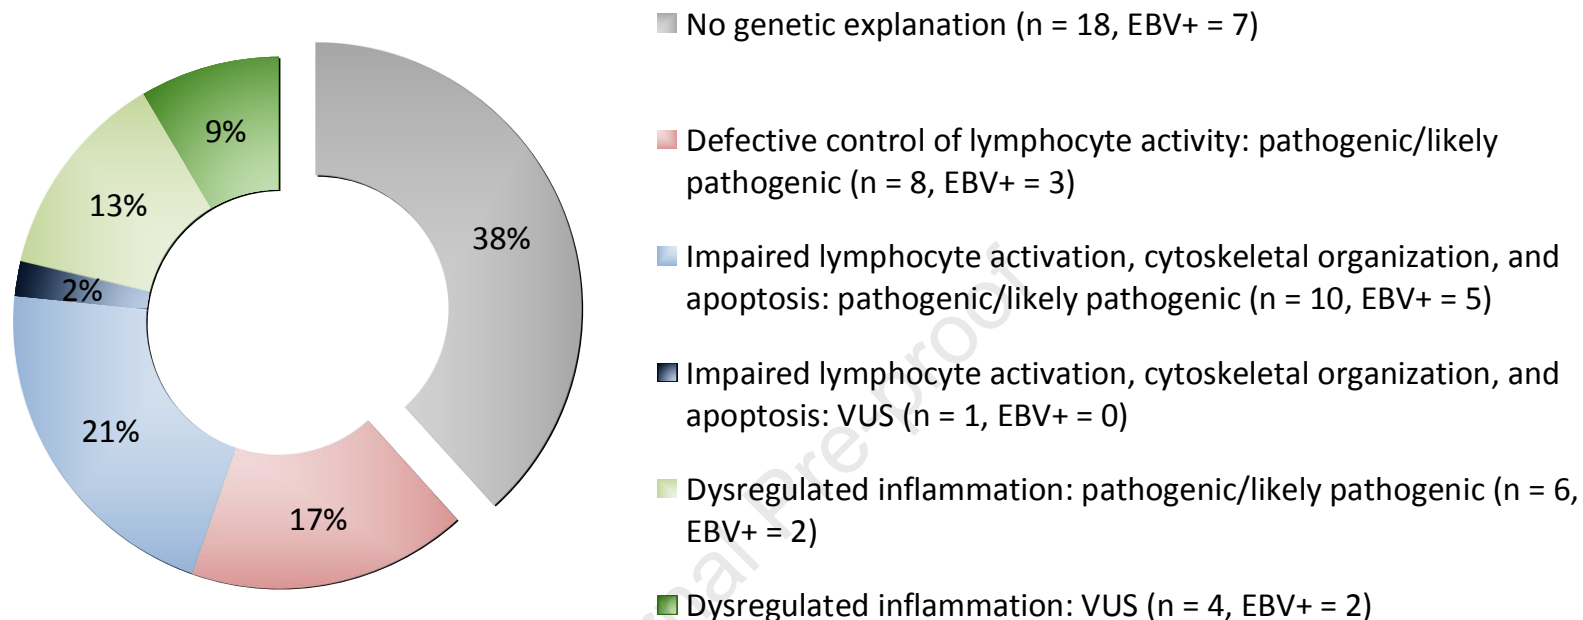 No genetic explanation (n = 18, EBV+ = 7)
Defective control of lymphocyte activity: pathogenic/likely
pathogenic (n = 8, EBV+ = 3)
Impaired lymphocyte activation, cytoskeletal organization, and
apoptosis: pathogenic/likely pathogenic (n = 10, EBV+ = 5)
Impaired lymphocyte activation, cytoskeletal organization, and
apoptosis: VUS (n = 1, EBV+ = 0)
Dysregulated inflammation: pathogenic/likely pathogenic (n = 6,
EBV+ = 2)
Dysregulated inflammation: VUS (n = 4, EBV+ = 2)
9%
13%
38%
2%
21%
17%
Pre-proof